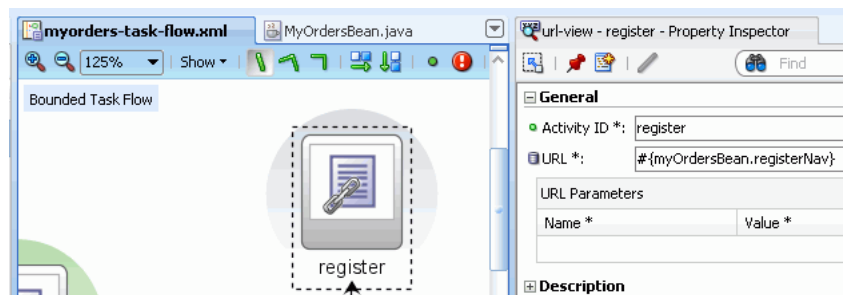 myorders-task-flow.xml
MyOrdersBean.java
125%
Show
Bounded Task Flow
register
url-view - register - Property Inspector
Find
General
Activity ID *: register
URL *: #{myOrdersBean.registerNav}
URL Parameters
Name * Value *
Description